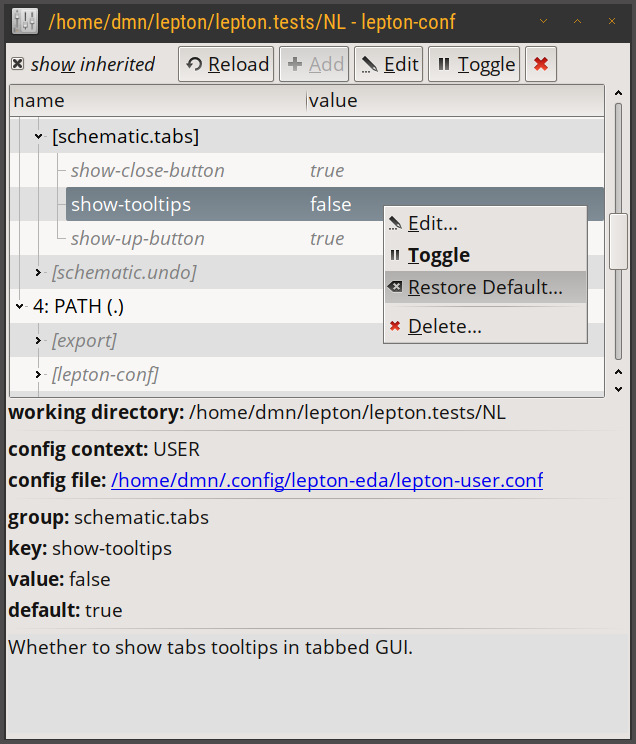 /home/dmn/lepton/lepton.tests/NL - lepton-conf
show inherited Reload Add Edit Toggle
name value
[schematic.tabs]
show-close-button true
show-tooltips false
show-up-button true
[schematic.undo]
4: PATH (.)
[export]
[lepton-conf]
Edit...
Toggle
Restore Default...
Delete...
working directory: /home/dmn/lepton/lepton.tests/NL
config context: USER
config file: /home/dmn/.config/lepton-eda/lepton-user.conf
group: schematic.tabs
key: show-tooltips
value: false
default: true
Whether to show tabs tooltips in tabbed GUI.